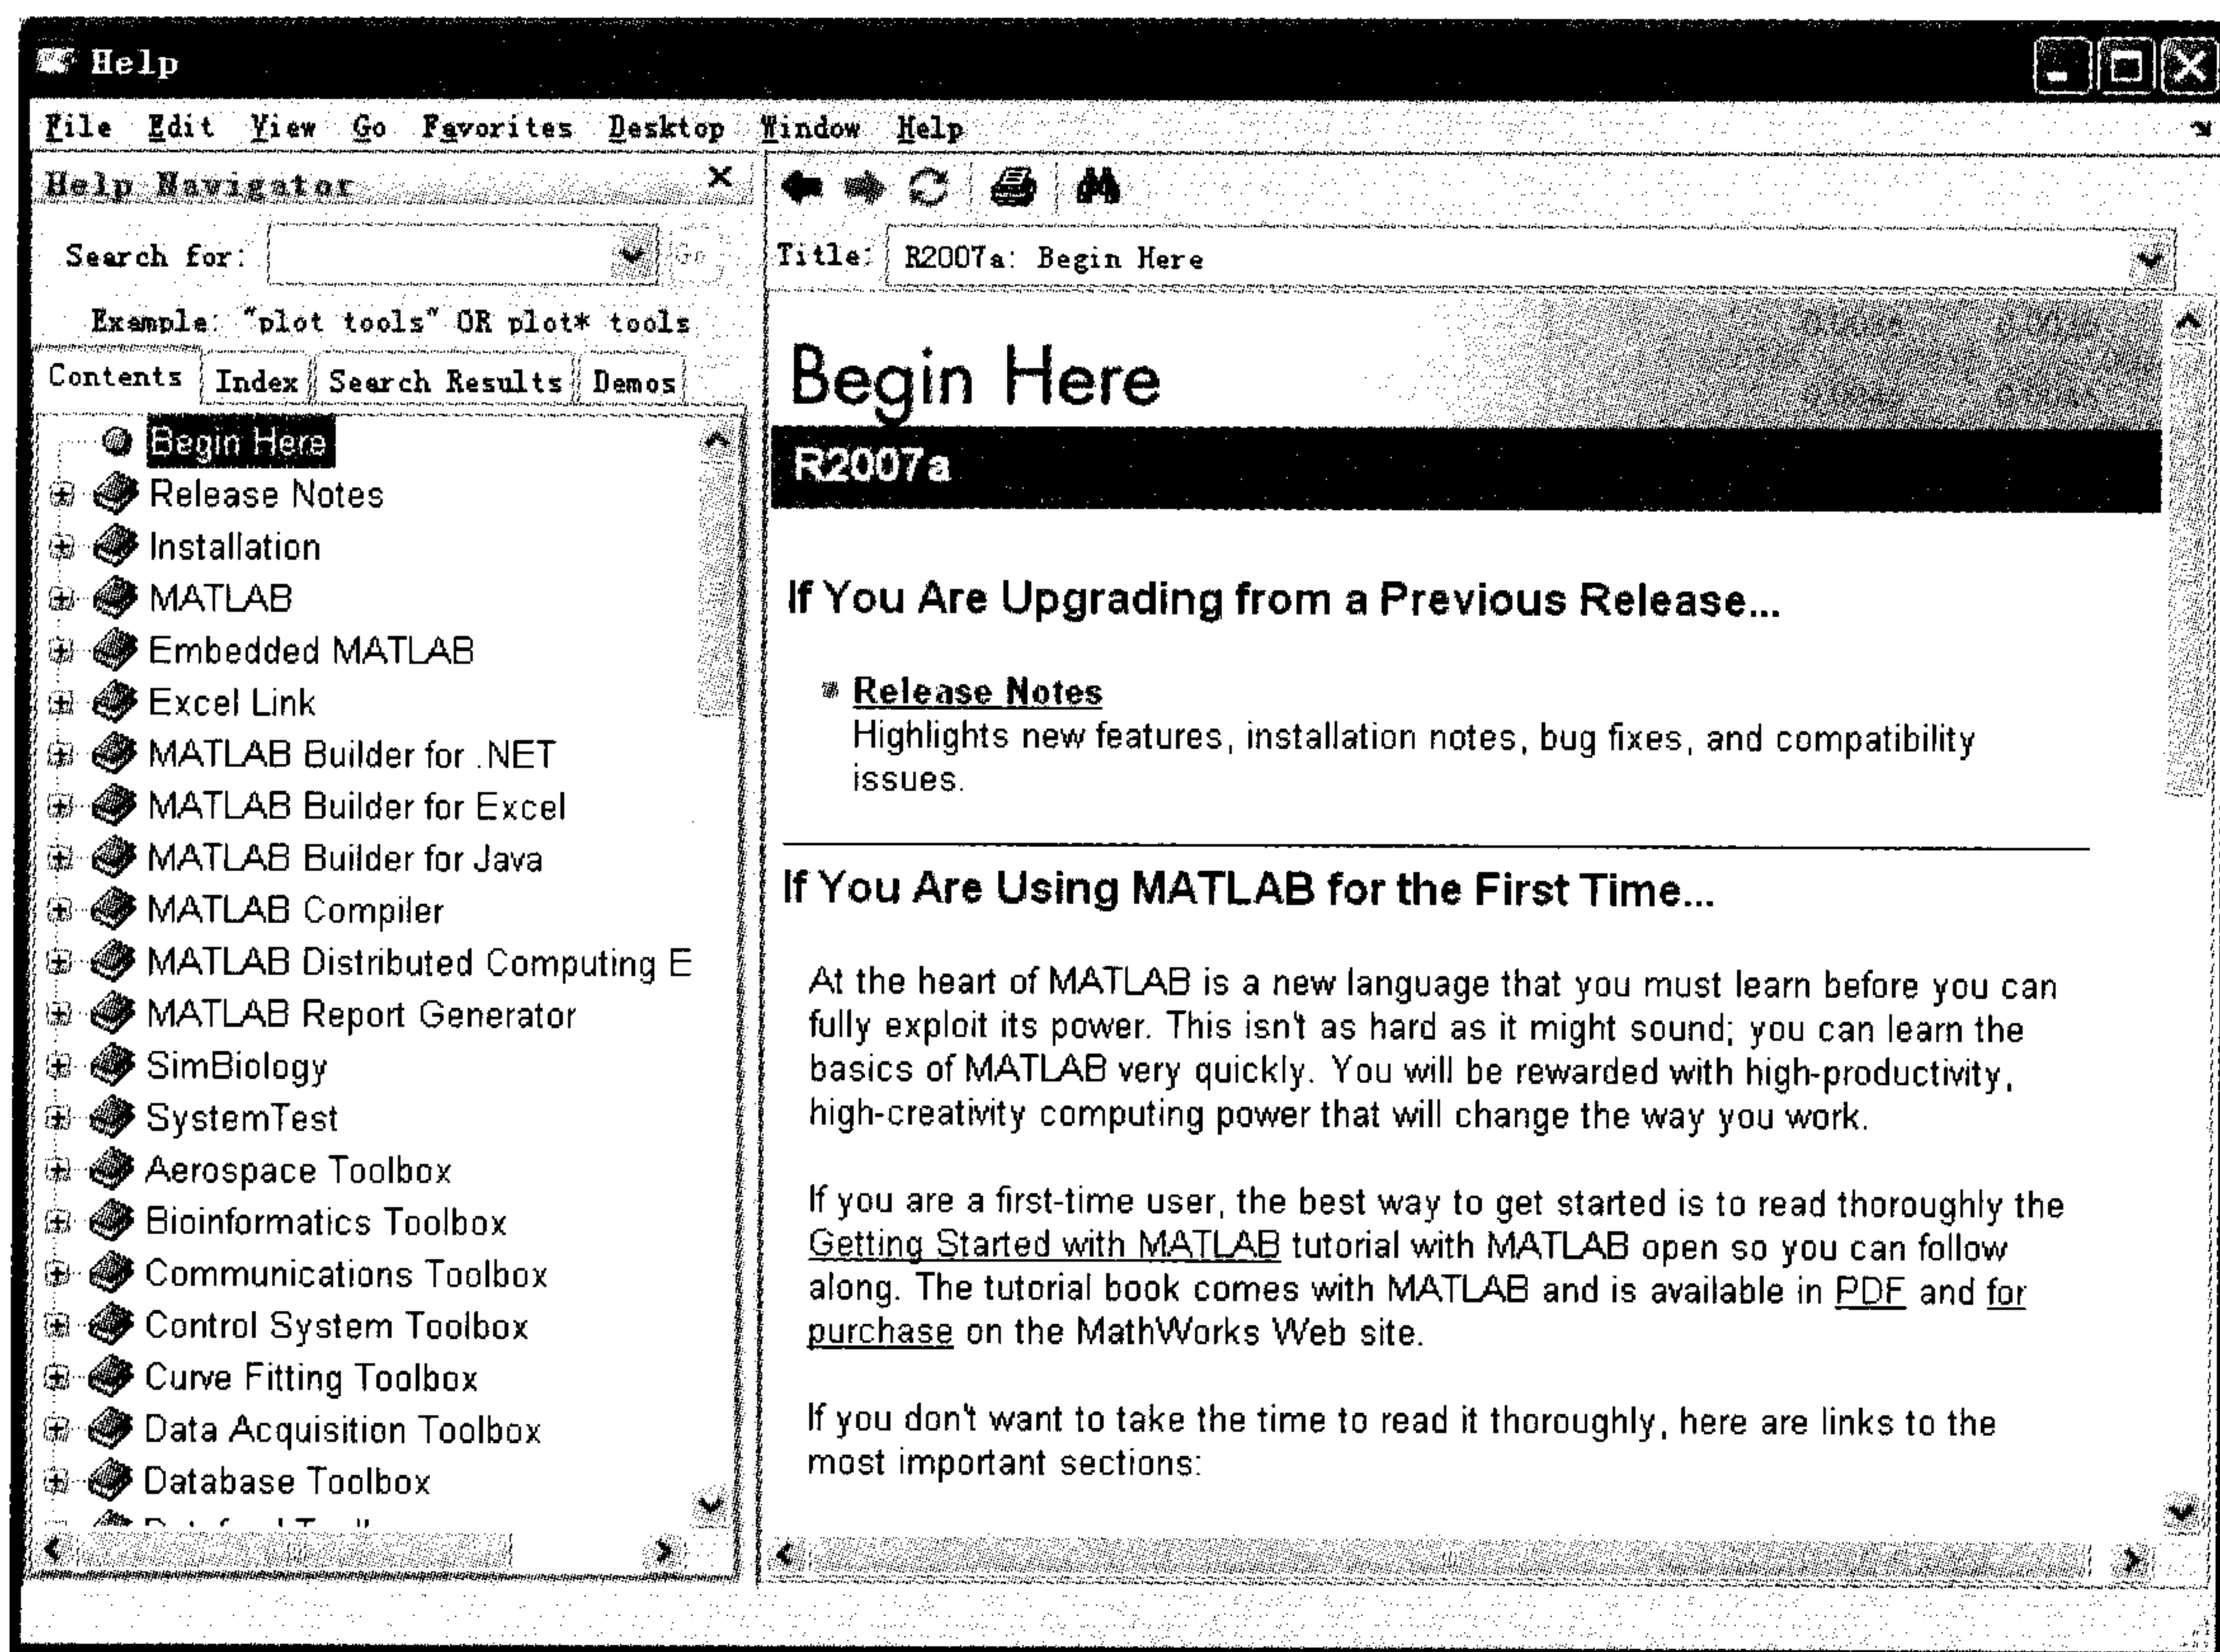 Help
File Edit View Go Favorites Desktop Window Help
Help Navigator
Search for: Go
Example: "plot tools" OR plot* tools
Contents Index Search Results Demos
Begin Here
Release Notes
Installation
MATLAB
Embedded MATLAB
Excel Link
MATLAB Builder for .NET
MATLAB Builder for Excel
MATLAB Builder for Java
MATLAB Compiler
MATLAB Distributed Computing E
MATLAB Report Generator
SimBiology
SystemTest
Aerospace Toolbox
Bioinformatics Toolbox
Communications Toolbox
Control System Toolbox
Curve Fitting Toolbox
Data Acquisition Toolbox
Database Toolbox
Title: R2007a: Begin Here
Begin Here
R2007a
If You Are Upgrading from a Previous Release...
Release Notes
Highlights new features, installation notes, bug fixes, and compatibility
issues.
If You Are Using MATLAB for the First Time...
At the heart of MATLAB is a new language that you must learn before you can
fully exploit its power. This isn't as hard as it might sound; you can learn the
basics of MATLAB very quickly. You will be rewarded with high-productivity,
high-creativity computing power that will change the way you work.
If you are a first-time user, the best way to get started is to read thoroughly the
Getting Started with MATLAB tutorial with MATLAB open so you can follow
along. The tutorial book comes with MATLAB and is available in PDF and for
purchase on the MathWorks Web site.
If you don't want to take the time to read it thoroughly, here are links to the
most important sections: